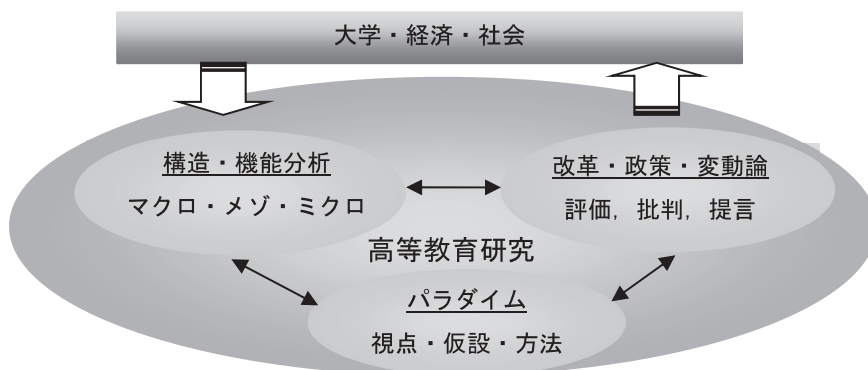 大学・経済・社会
構造・機能分析
マクロ・メゾ・ミクロ
改革・政策・変動論
評価，批判，提言
高等教育研究
パラダイム
視点・仮設・方法